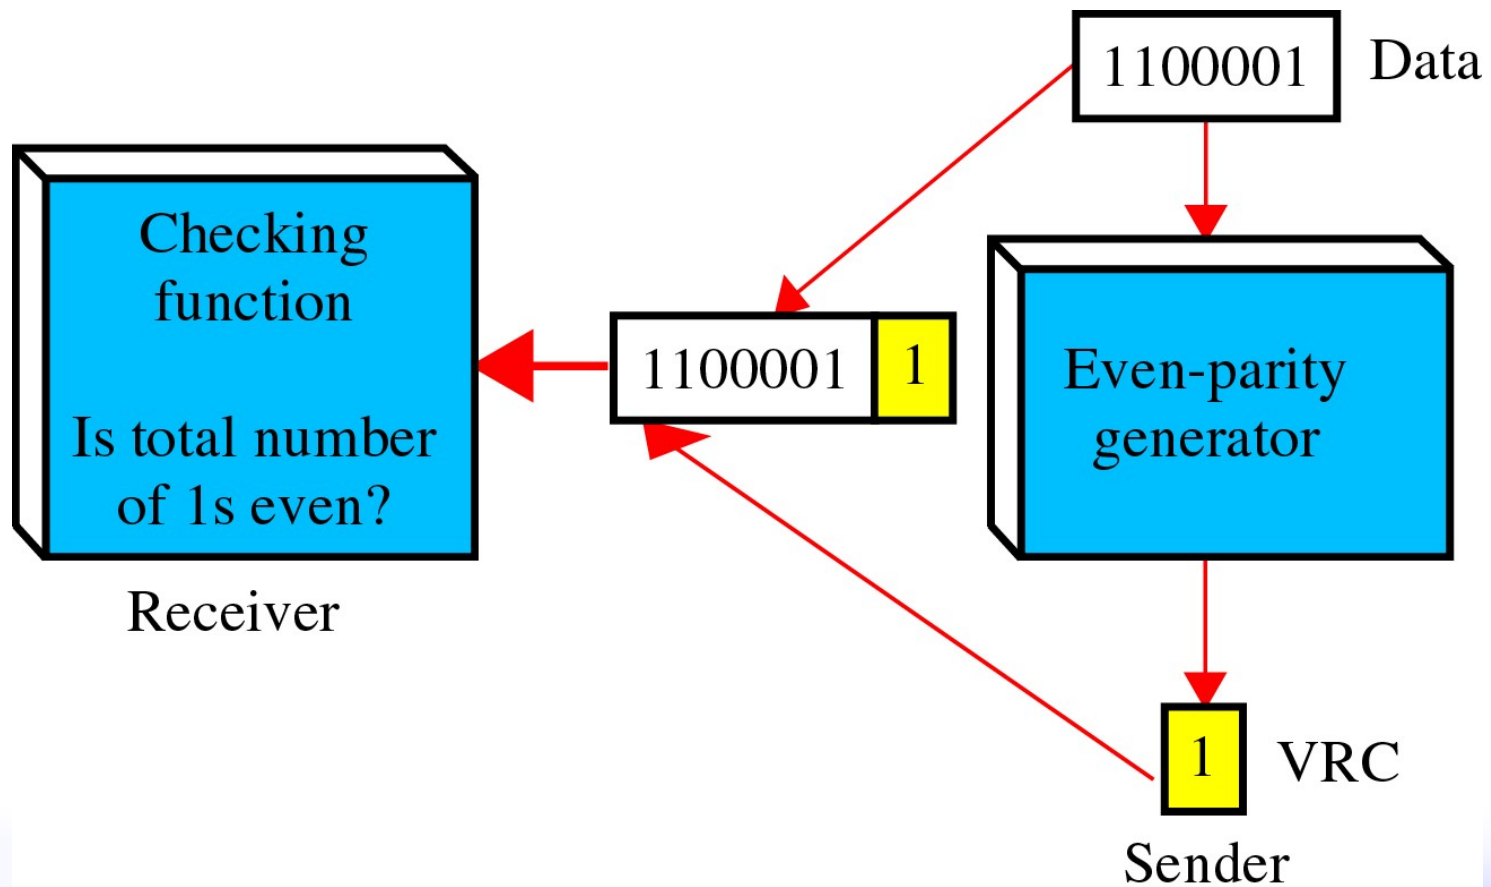 1100001
Data
Checking
function
Is total number
of 1s even?
Receiver
1100001
1
Even-parity
generator
1
VRC
Sender